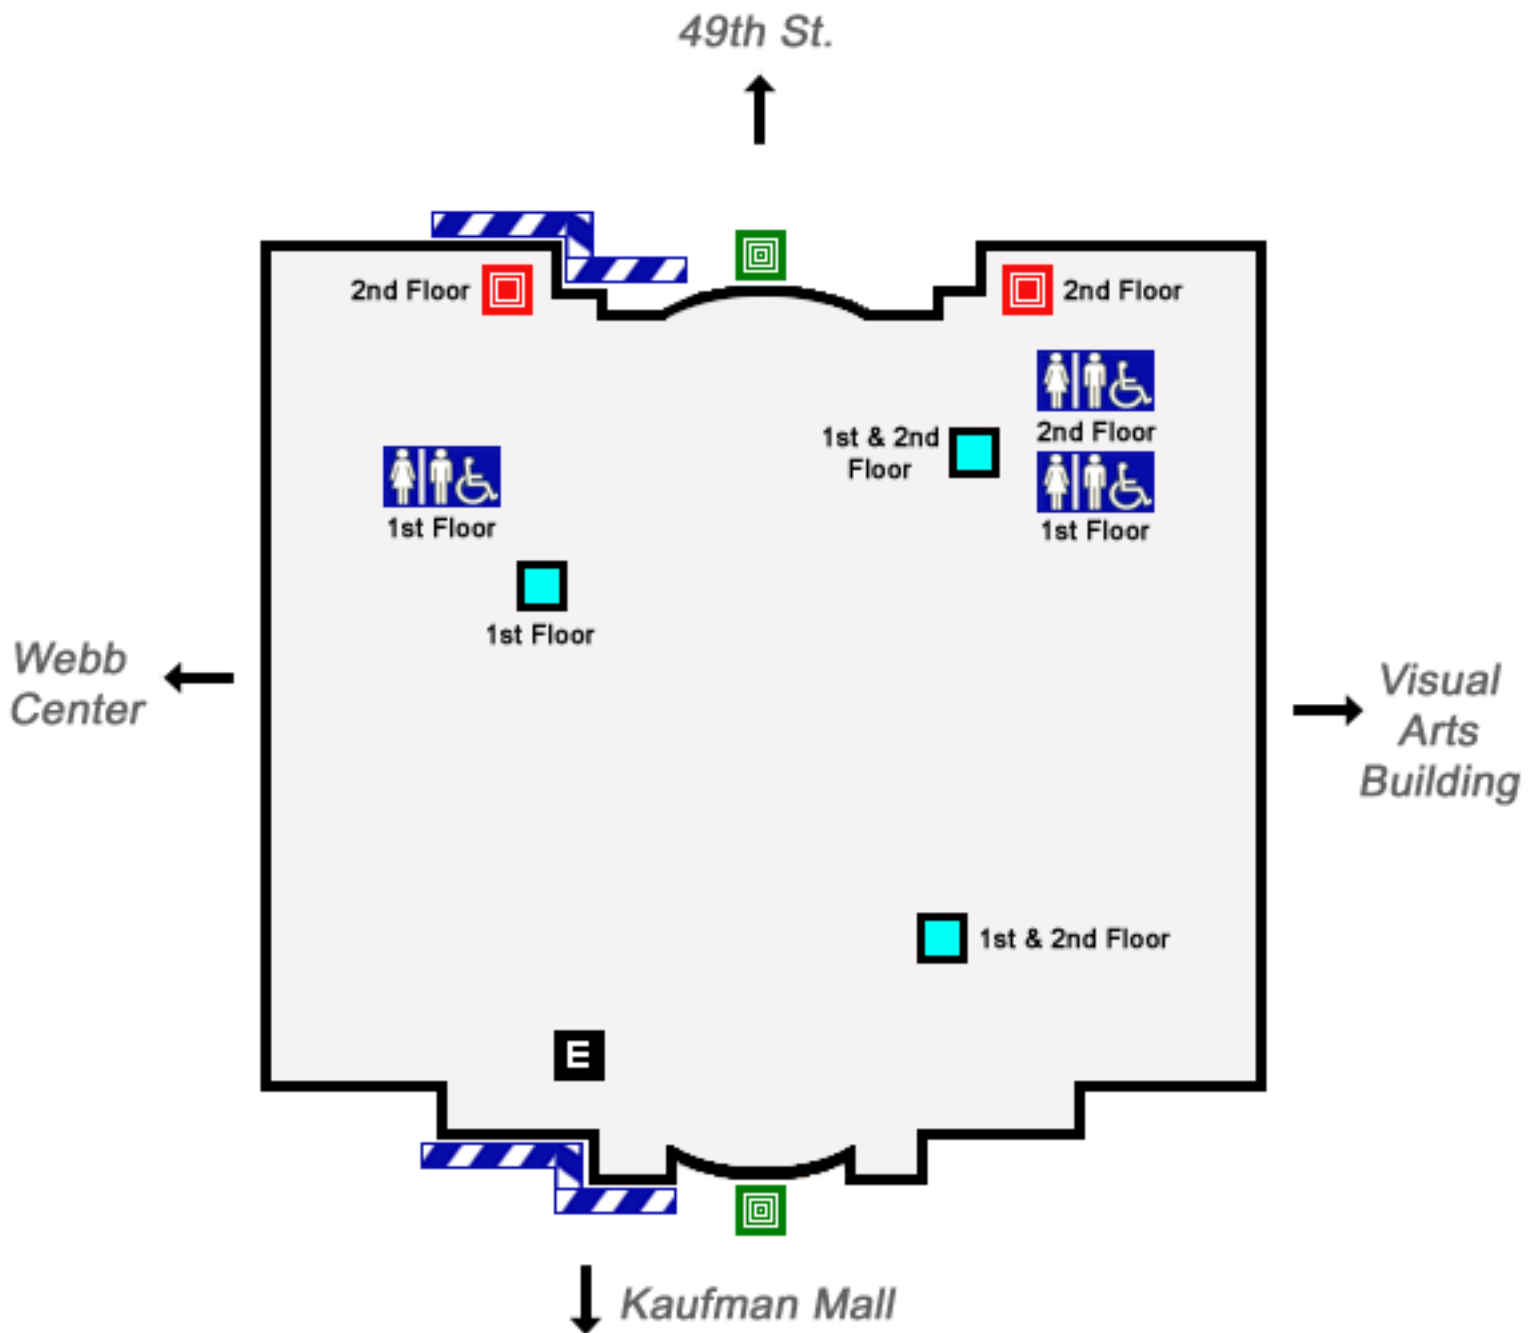 49th St.
2nd Floor
2nd Floor
2nd Floor
1st & 2nd
Floor
1st Floor
1st Floor
1st Floor
Webb
Center
Visual
Arts
Building
1st & 2nd Floor
E
Kaufman Mall